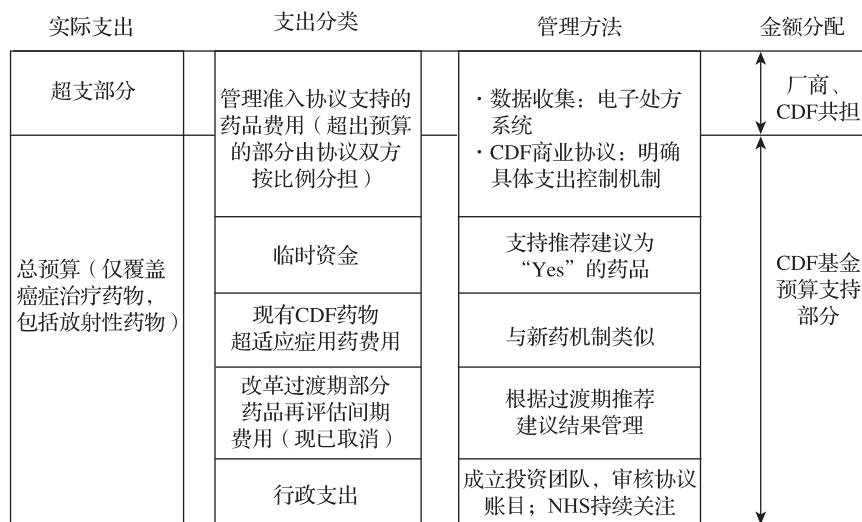 实际支出
支出分类
管理方法
金额分配
超支部分
管理准入协议支持的
药品费用（超出预算
的部分由协议双方
按比例分担）
·数据收集：电子处方
系统
·CDF商业协议：明确
具体支出控制机制
厂商、
CDF共担
总预算（仅覆盖
癌症治疗药物，
包括放射性药物）
临时资金
支持推荐建议为
“Yes”的药品
CDF基金
预算支持
部分
现有CDF药物
超适应症用药费用
与新药机制类似
改革过渡期部分
药品再评估间期
费用（现已取消）
根据过渡期推荐
建议结果管理
行政支出
成立投资团队，审核协议
账目；NHS持续关注